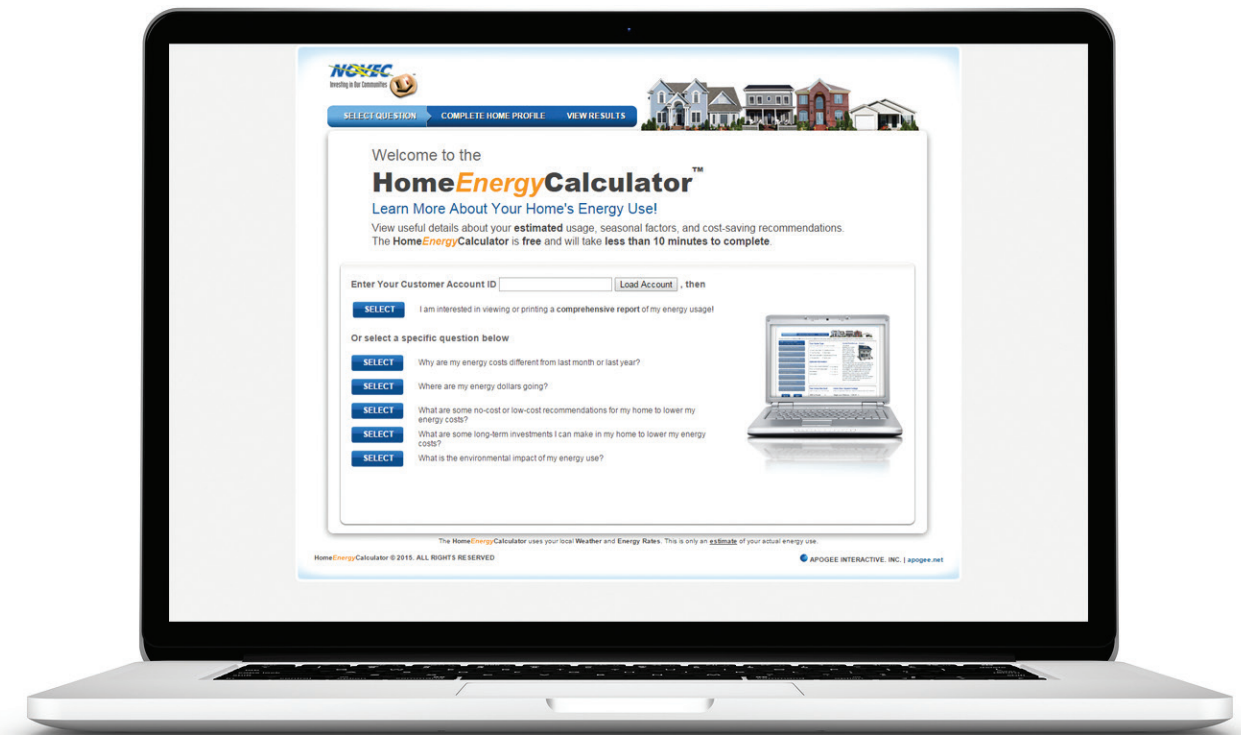 NOVEC
Investing in Our Communities
SELECT QUESTION COMPLETE HOME PROFILE VIEW RESULTS
Welcome to the
HomeEnergyCalculator™
Learn More About Your Home's Energy Use!
View useful details about your estimated usage, seasonal factors, and cost-saving recommendations.
The HomeEnergyCalculator is free and will take less than 10 minutes to complete.
Enter Your Customer Account ID Load Account , then
SELECT I am interested in viewing or printing a comprehensive report of my energy usage!
Or select a specific question below
SELECT Why are my energy costs different from last month or last year?
SELECT Where are my energy dollars going?
SELECT What are some no-cost or low-cost recommendations for my home to lower my
energy costs?
SELECT What are some long-term investments I can make in my home to lower my energy
costs?
SELECT What is the environmental impact of my energy use?
The HomeEnergyCalculator uses your local Weather and Energy Rates. This is only an estimate of your actual energy use.
HomeEnergyCalculator © 2015. ALL RIGHTS RESERVED
APOGEE INTERACTIVE. INC. | apogee.net